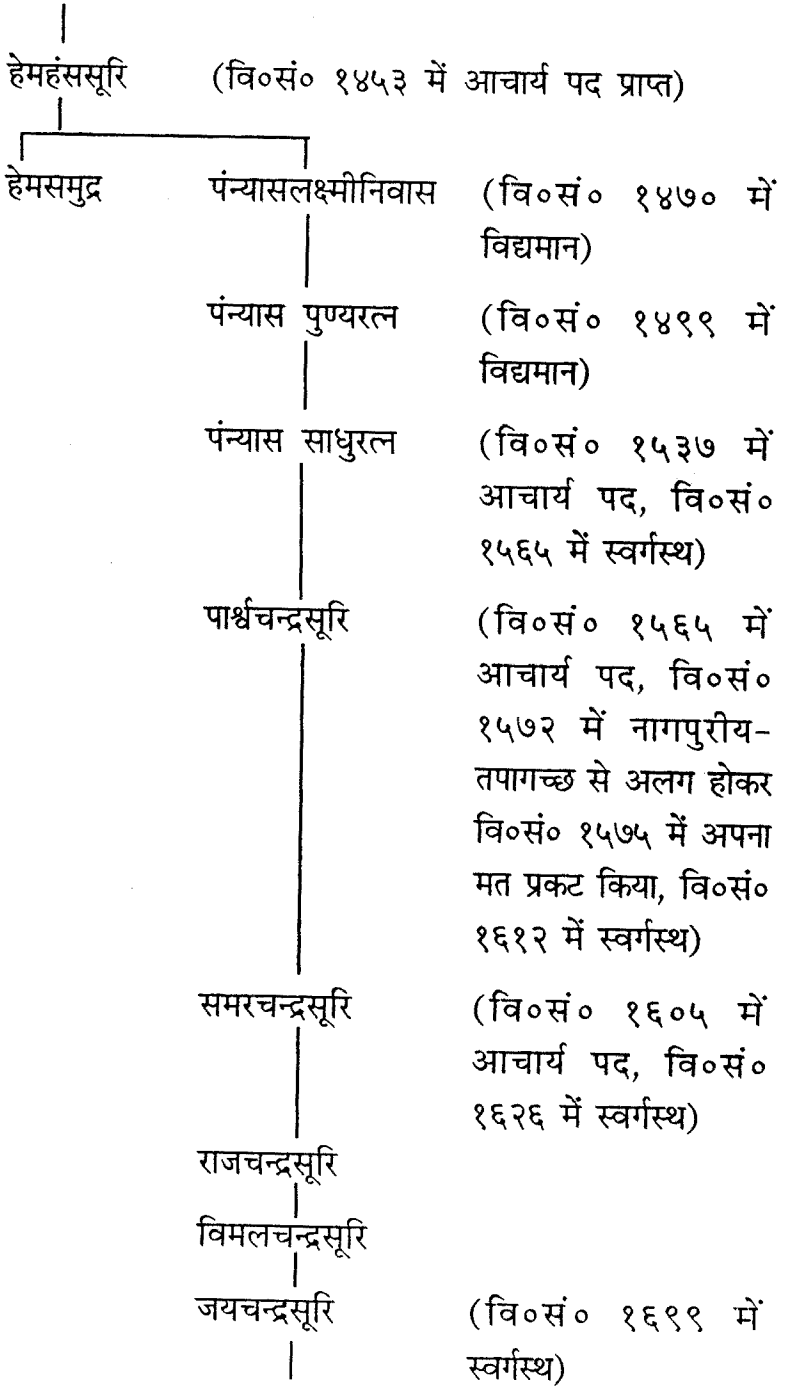 हेमहंससूरि (वि०सं० १४५३ में आचार्य पद प्राप्त)
हेमसमुद्र पंन्यासलक्ष्मीनिवास (वि०सं० १४७० में
विद्यमान)
पंन्यास पुण्यरत्न (वि०सं० १४९९ में
विद्यमान)
पंन्यास साधुरत्न (वि०सं० १५३७ में
आचार्य पद, वि०सं०
१५६५ में स्वर्गस्थ)
पार्श्वचन्द्रसूरि (वि०सं० १५६५ में
आचार्य पद, वि०सं०
१५७२ में नागपुरीय-
तपागच्छ से अलग होकर
वि०सं० १५७५ में अपना
मत प्रकट किया, वि०सं०
१६१२ में स्वर्गस्थ)
समरचन्द्रसूरि (वि०सं० १६०५ में
आचार्य पद, वि०सं०
१६२६ में स्वर्गस्थ)
राजचन्द्रसूरि
विमलचन्द्रसूरि
जयचन्द्रसूरि (वि०सं० १६९९ में
स्वर्गस्थ)